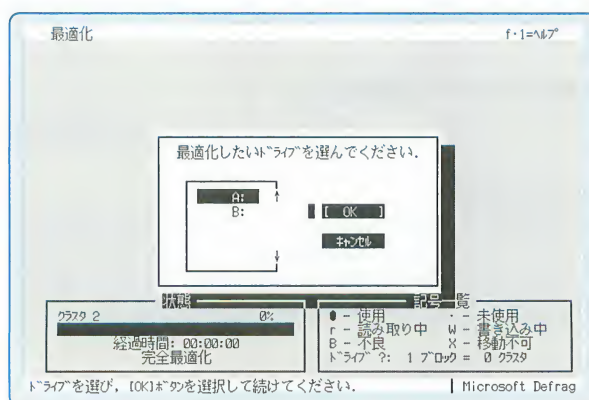 最適化 f・1=ﾍﾙﾌﾟ
最適化したいﾄﾞﾗｲﾌﾞを選んでください.
A:
B:
[ OK ]
ｷｬﾝｾﾙ
状態
ｸﾗｽﾀ 2 0%
経過時間: 00:00:00
完全最適化
記号一覧
● - 使用 ・ - 未使用
r - 読み取り中 W - 書き込み中
B - 不良 X - 移動不可
ﾄﾞﾗｲﾌﾞ ?: 1 ﾌﾞﾛｯｸ = 0 ｸﾗｽﾀ
ﾄﾞﾗｲﾌﾞを選び, [OK]ﾎﾞﾀﾝを選択して続けてください.
Microsoft Defrag